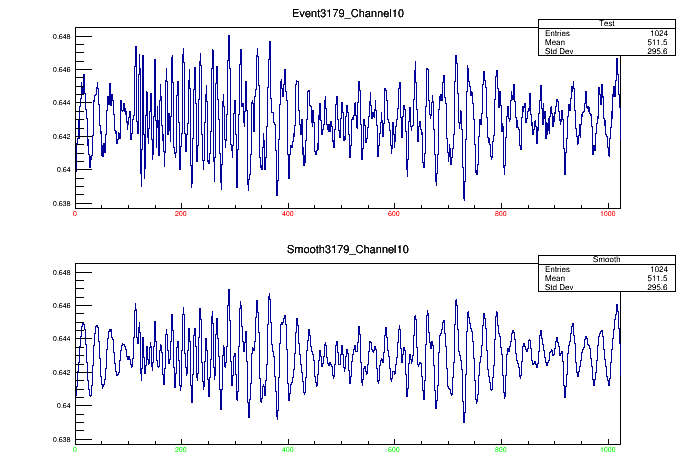 Event3179_Channel10
Test
Entries 1024
Mean 511.5
Std Dev 295.6
0.648
0.646
0.644
0.642
0.64
0.638
0 200 400 600 800 1000
Smooth3179_Channel10
Smooth
Entries 1024
Mean 511.5
Std Dev 295.6
0.648
0.646
0.644
0.642
0.64
0.638
0 200 400 600 800 1000